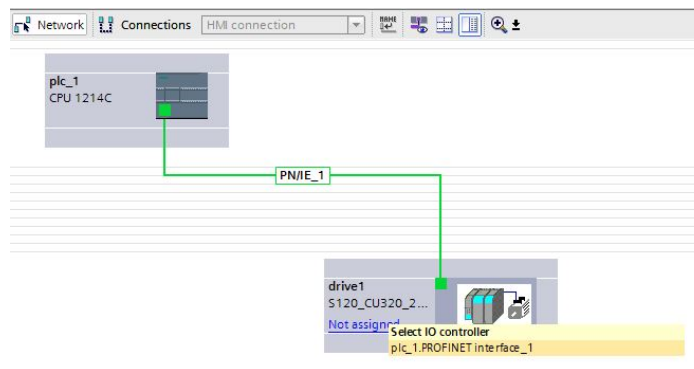 Network Connections HMI connection
plc_1
CPU 1214C
PN/IE_1
drive1
S120_CU320_2...
Not assigned
Select IO controller
plc_1.PROFINET interface_1